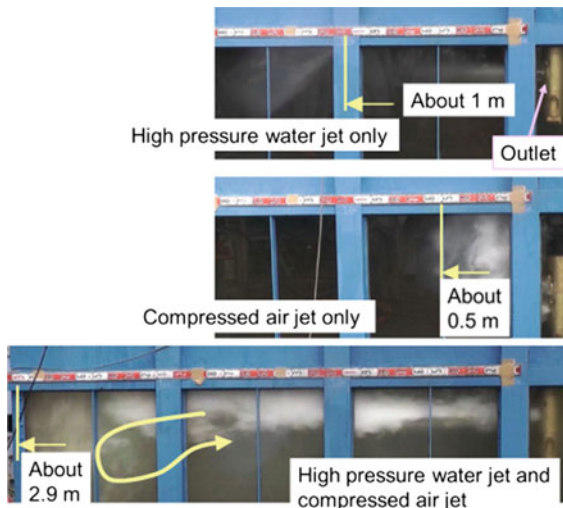 About 1 m
High pressure water jet only
Outlet
Compressed air jet only
About
0.5 m
About
2.9 m
High pressure water jet and
compressed air jet